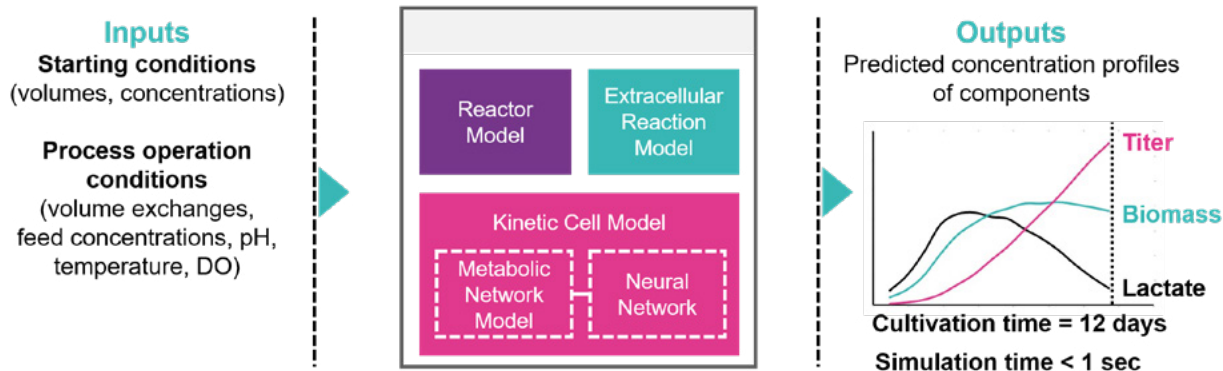 Inputs
Starting conditions
(volumes, concentrations)
Process operation
conditions
(volume exchanges,
feed concentrations, pH,
temperature, DO)
Reactor
Model
Extracellular
Reaction
Model
Kinetic Cell Model
Metabolic
Network
Model
Neural
Network
Outputs
Predicted concentration profiles
of components
Titer
Biomass
Lactate
Cultivation time = 12 days
Simulation time < 1 sec